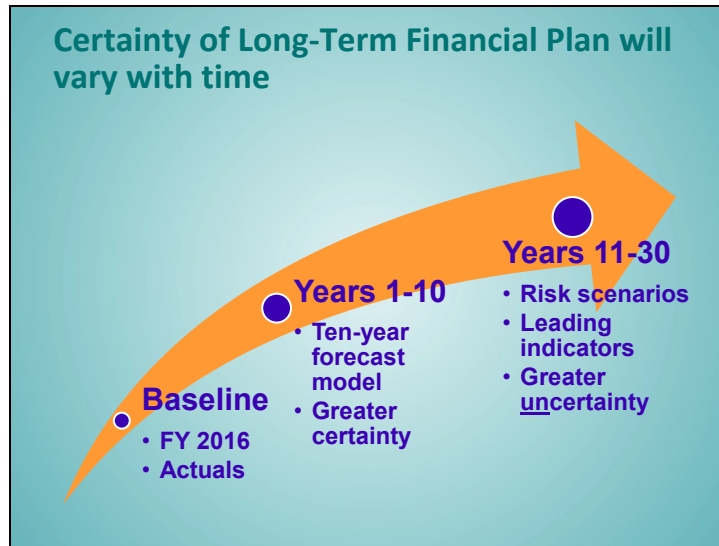 Certainty of Long-Term Financial Plan will
vary with time
Years 11-30
• Risk scenarios
• Leading
indicators
• Greater
uncertainty
Years 1-10
• Ten-year
forecast
model
• Greater
certainty
Baseline
• FY 2016
• Actuals